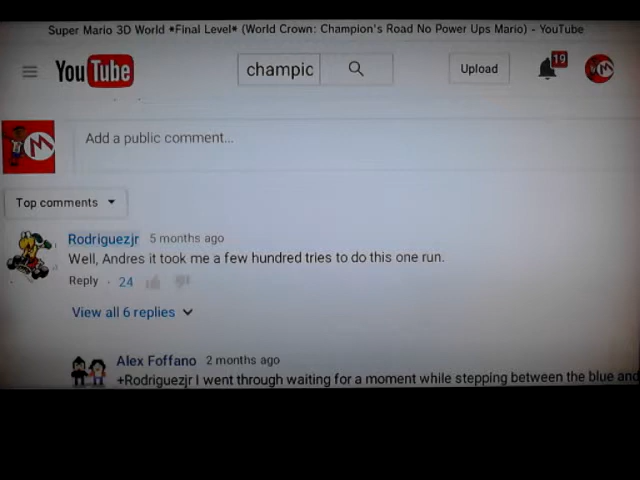 Super Mario 3D World *Final Level* (World Crown: Champion's Road No Power Ups Mario) - YouTube
YouTube
champic
Upload
19
M
M
Add a public comment...
Top comments
Rodriguezjr 5 months ago
Well, Andres it took me a few hundred tries to do this one run.
Reply · 24
View all 6 replies
Alex Foffano 2 months ago
+Rodriguezjr I went through waiting for a moment while stepping between the blue and